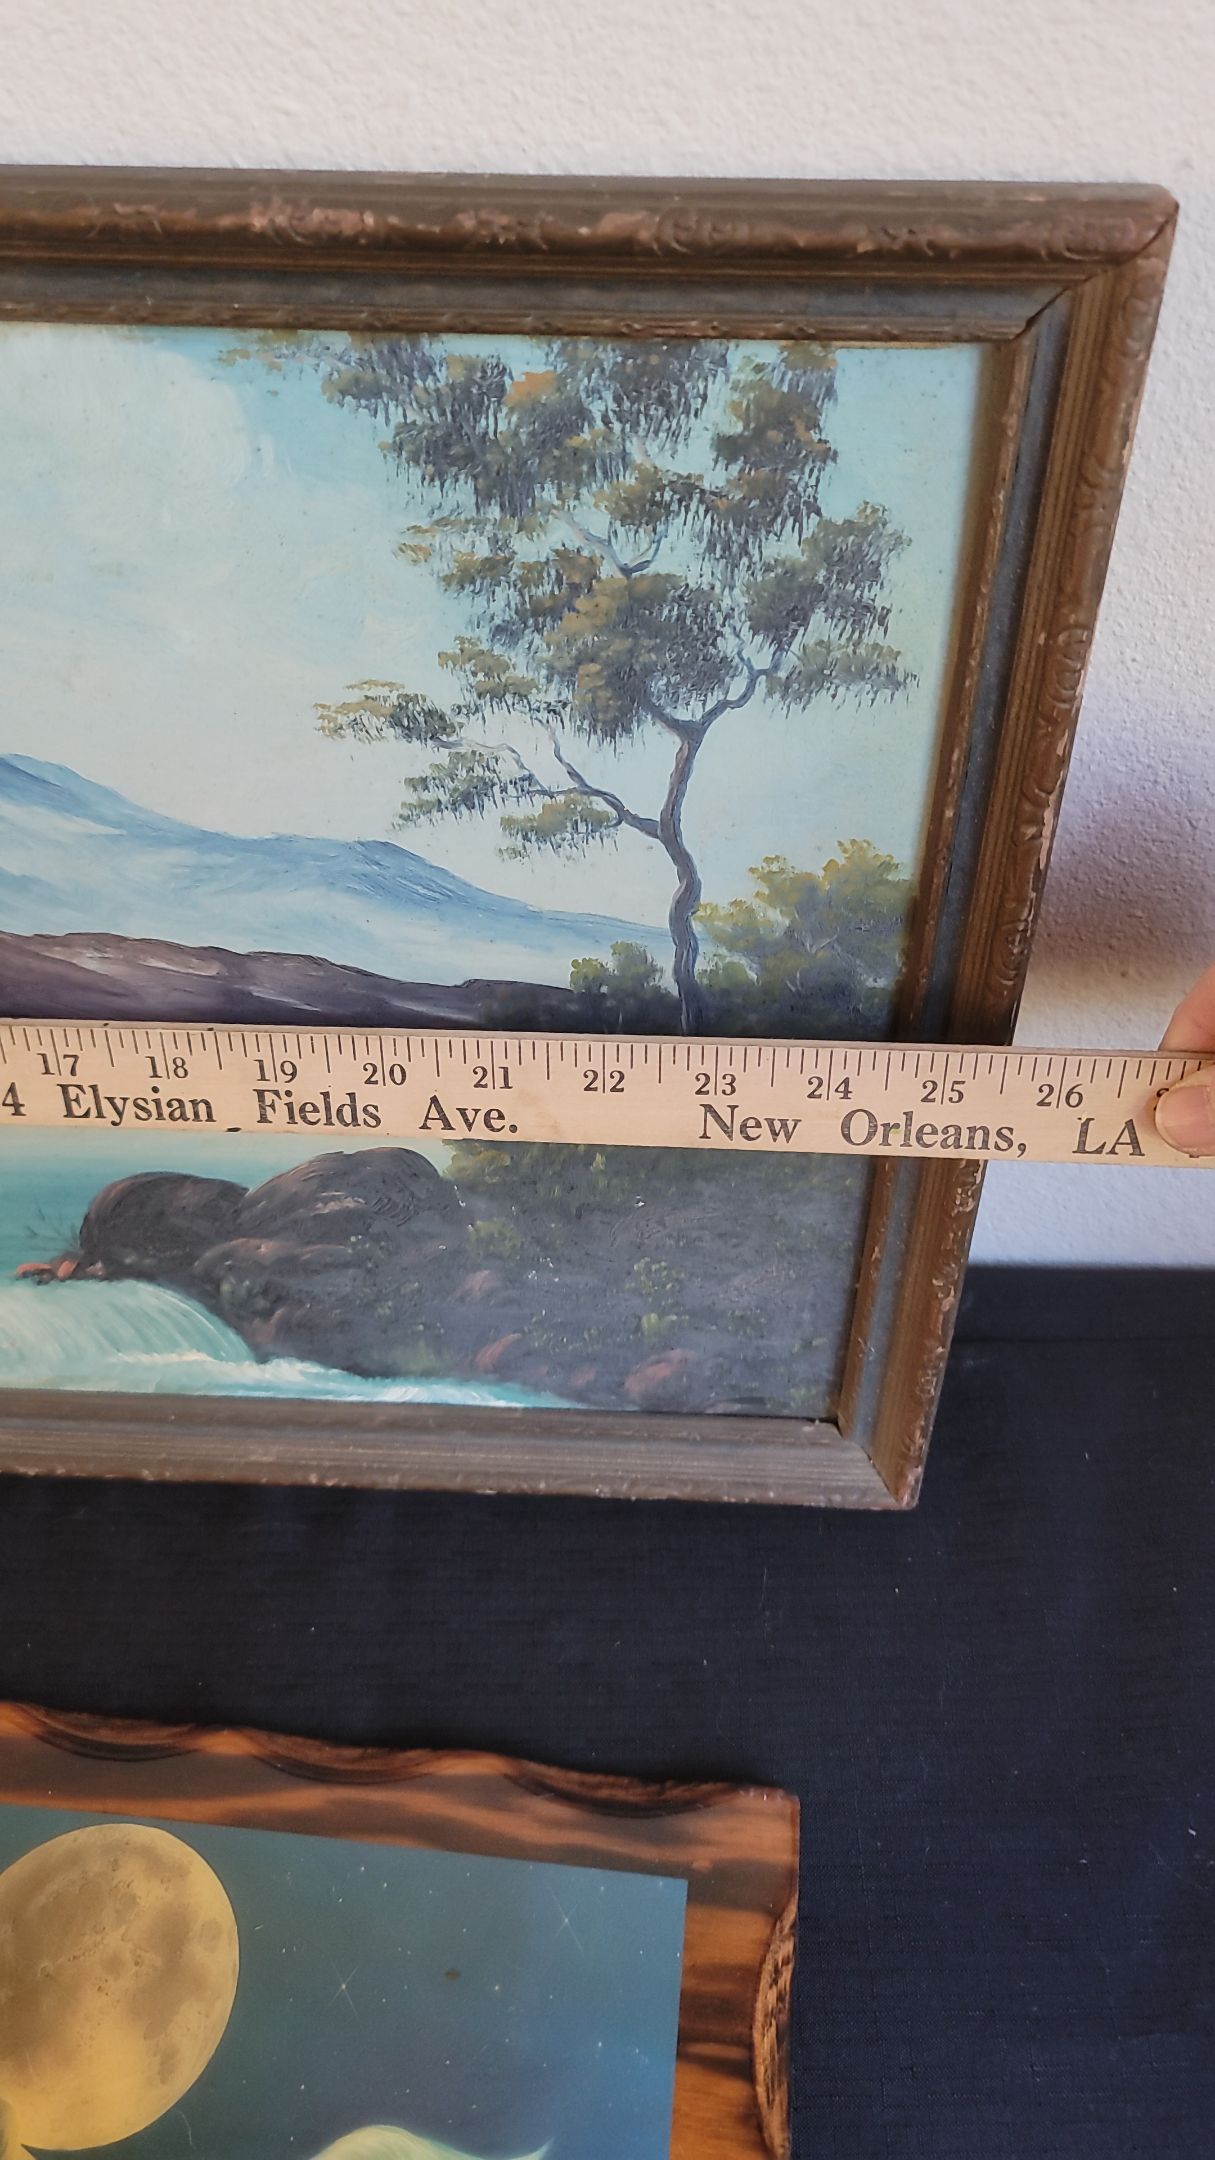 17 18 19 20 21 22 23 24 25 26
4 Elysian Fields Ave. New Orleans, LA